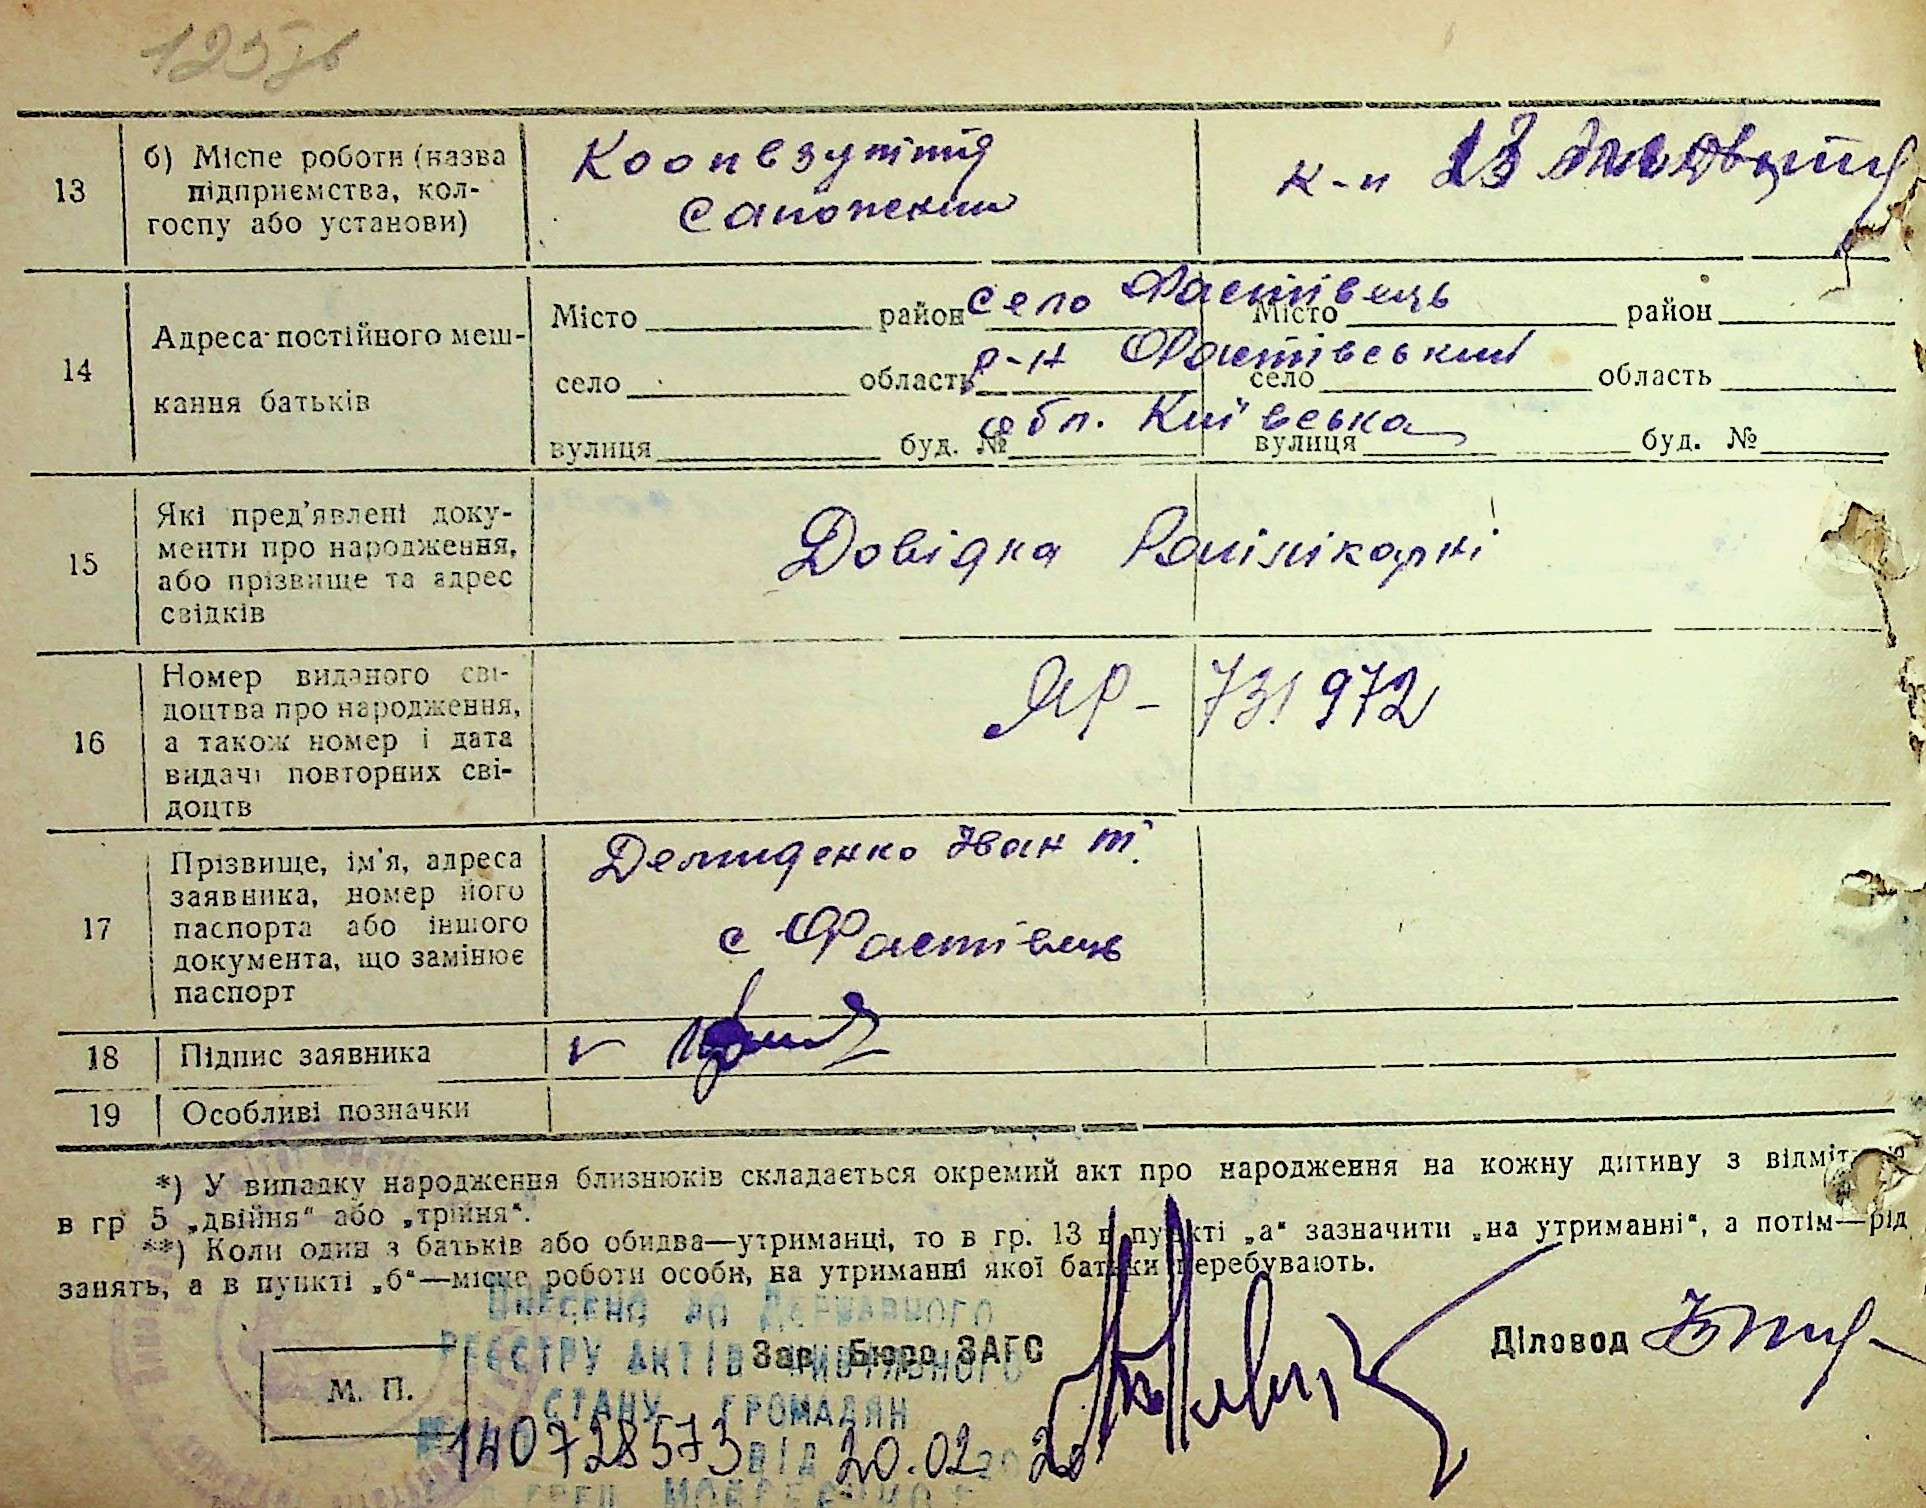 13
б) Місце роботи (назва
підприємства, кол-
госпу або установи)
Коопвзуття
Сапожник
к-п 13
14
Адреса постійного меш-
кання батьків
Місто район Місто район
село область село область
вулиця буд. № вулиця буд. №
село Фастівець
р-н Фастівський
обл. Київська
15
Які пред'явлені доку-
менти про народження,
або прізвище та адрес
свідків
Довідка
16
Номер виданого сві-
доцтва про народження,
а також номер і дата
видачі повторних сві-
доцтв
ЯР - 731972
17
Прізвище, ім'я, адреса
заявника, номер його
паспорта або іншого
документа, що замінює
паспорт
Демиденко Іван Т.
с Фастівець
18
Підпис заявника
19
Особливі позначки
*) У випадку народження близнюків складається окремий акт про народження на кожну дитину з
в гр 5 „двійня“ або „трійня“.
**) Коли один з батьків або обидва—утриманці, то в гр. 13 в пункті „а“ зазначити „на утриманні“, а потім—рід
занять, а в пункті „б“—місце роботи особи, на утриманні якої батьки перебувають.
Внесено до Державного
реєстру актів цивільного
стану громадян
№ 140728573 від 20.02.2020
М. П.
Зав. Бюро ЗАГС
Діловод